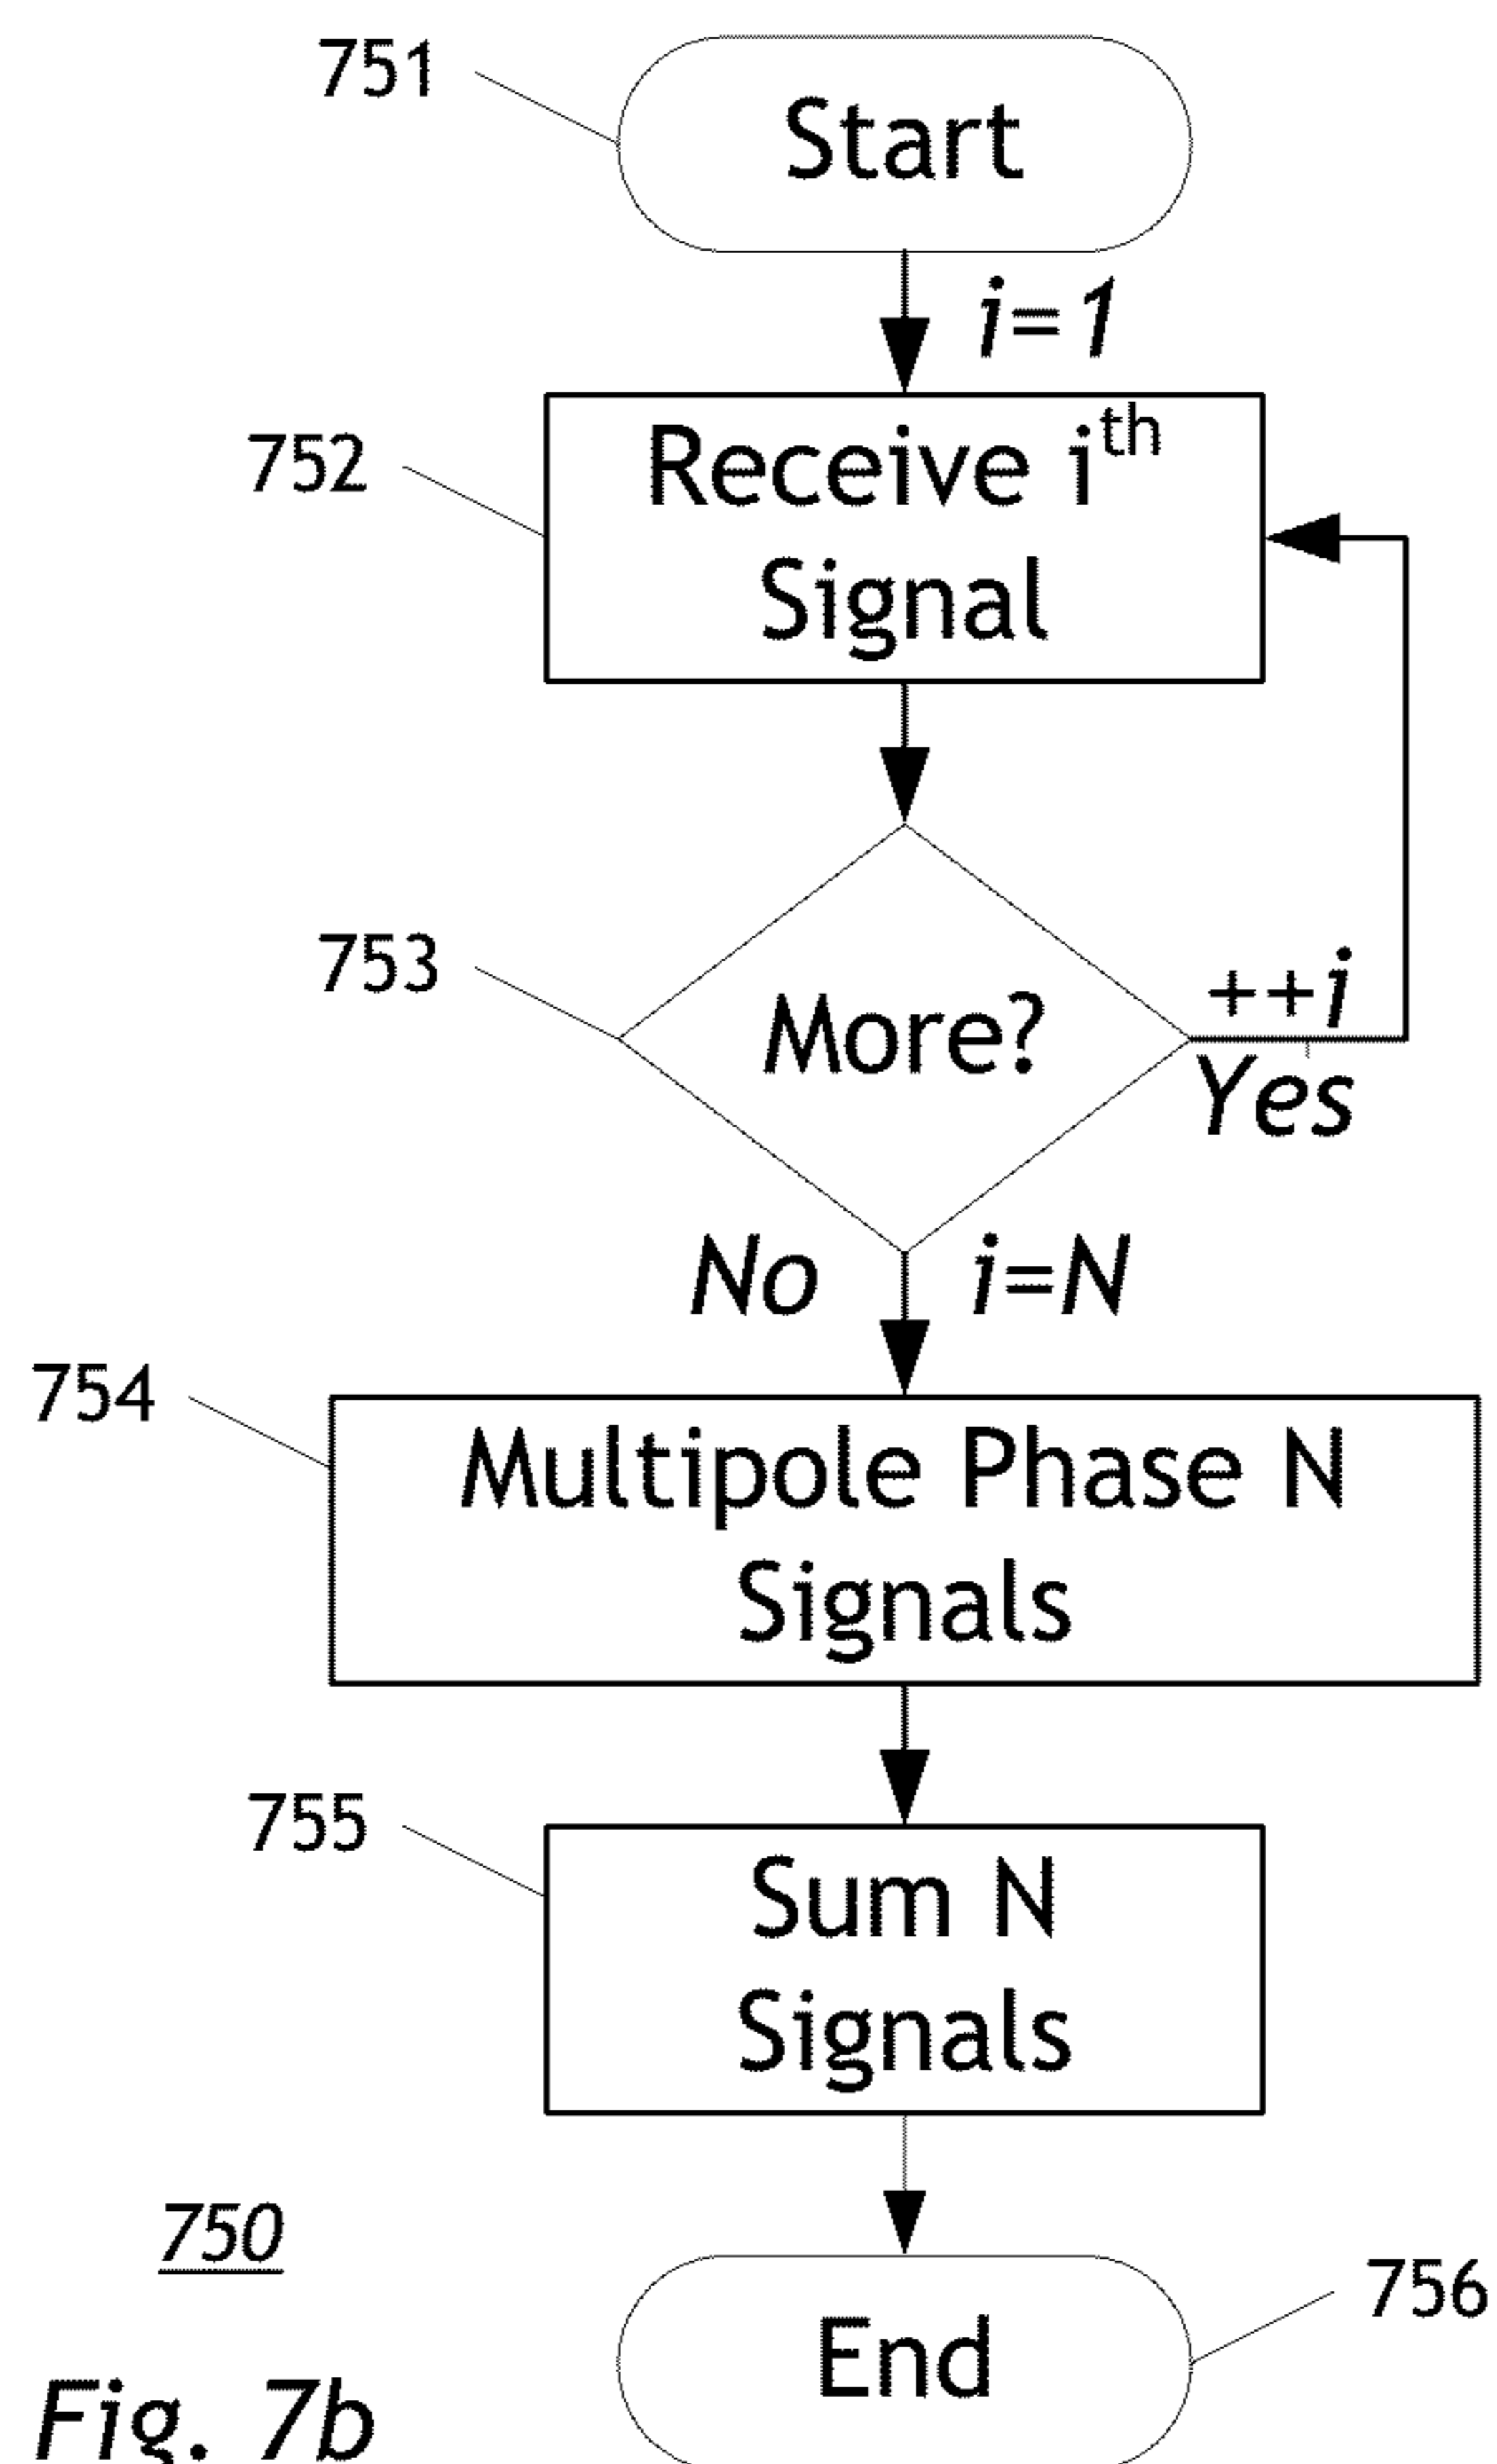 751
Start
i=1
752
Receive ith
Signal
753
More?
++i
Yes
No
i=N
754
Multipole Phase N
Signals
755
Sum N
Signals
750
756
End
Fig. 7b